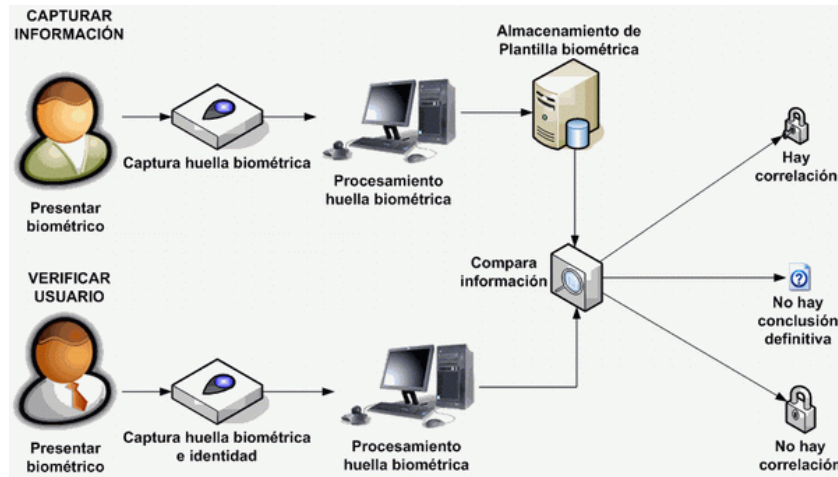 CAPTURAR
INFORMACIÓN
Almacenamiento de
Plantilla biométrica
Captura huella biométrica
Procesamiento
huella biométrica
Presentar
biométrico
Hay
correlación
Compara
información
VERIFICAR
USUARIO
No hay
conclusión
definitiva
Captura huella biométrica
e identidad
Procesamiento
huella biométrica
Presentar
biométrico
No hay
correlación